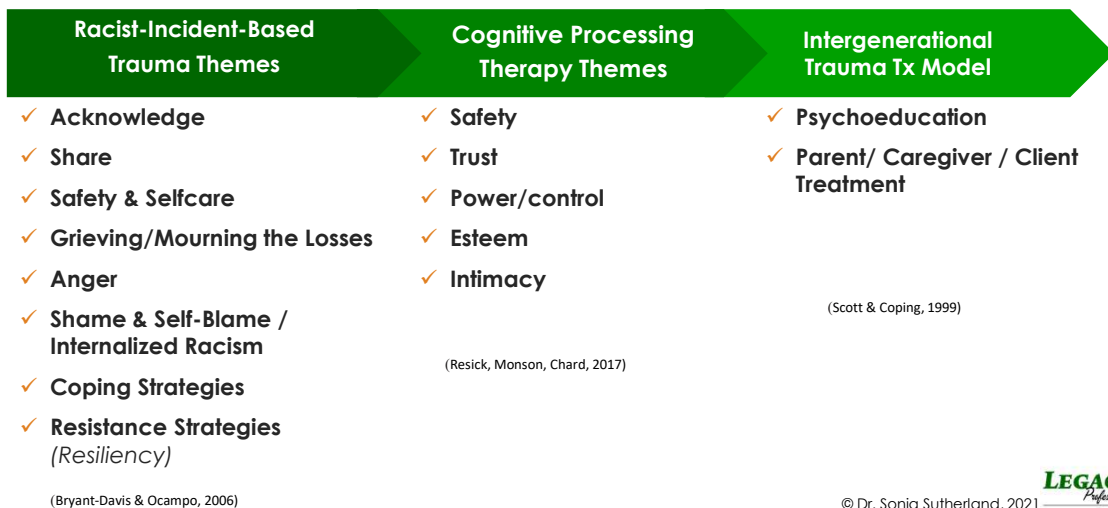 Racist-Incident-Based
Trauma Themes
✓ Acknowledge
✓ Share
✓ Safety & Selfcare
✓ Grieving/Mourning the Losses
✓ Anger
✓ Shame & Self-Blame /
Internalized Racism
✓ Coping Strategies
✓ Resistance Strategies
(Resiliency)
(Bryant-Davis & Ocampo, 2006)
Cognitive Processing
Therapy Themes
✓ Safety
✓ Trust
✓ Power/control
✓ Esteem
✓ Intimacy
(Resick, Monson, Chard, 2017)
Intergenerational
Trauma Tx Model
✓ Psychoeducation
✓ Parent/ Caregiver / Client
Treatment
(Scott & Coping, 1999)
© Dr. Sonia Sutherland, 2021